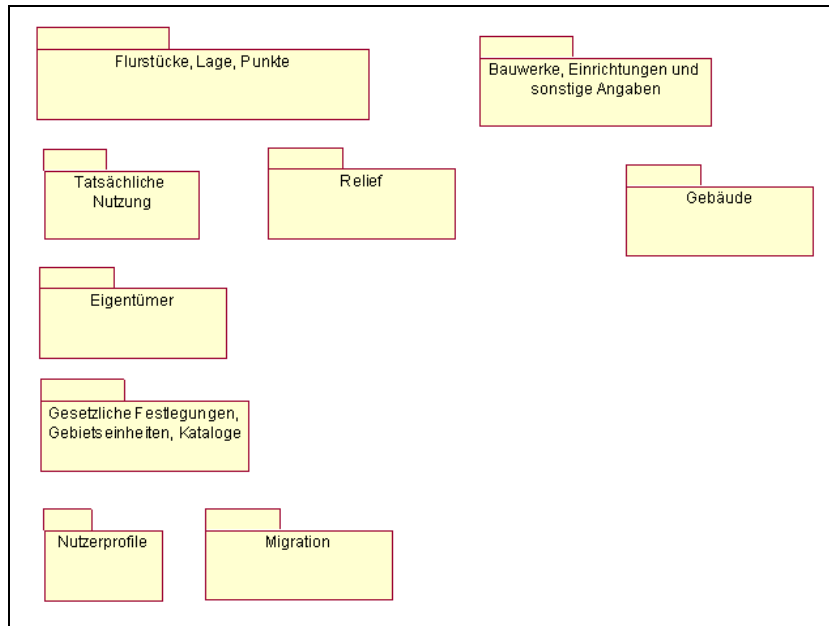 Flurstücke, Lage, Punkte
Bauwerke, Einrichtungen und
sonstige Angaben
Tatsächliche
Nutzung
Relief
Gebäude
Eigentümer
Gesetzliche Festlegungen,
Gebietseinheiten, Kataloge
Nutzerprofile
Migration